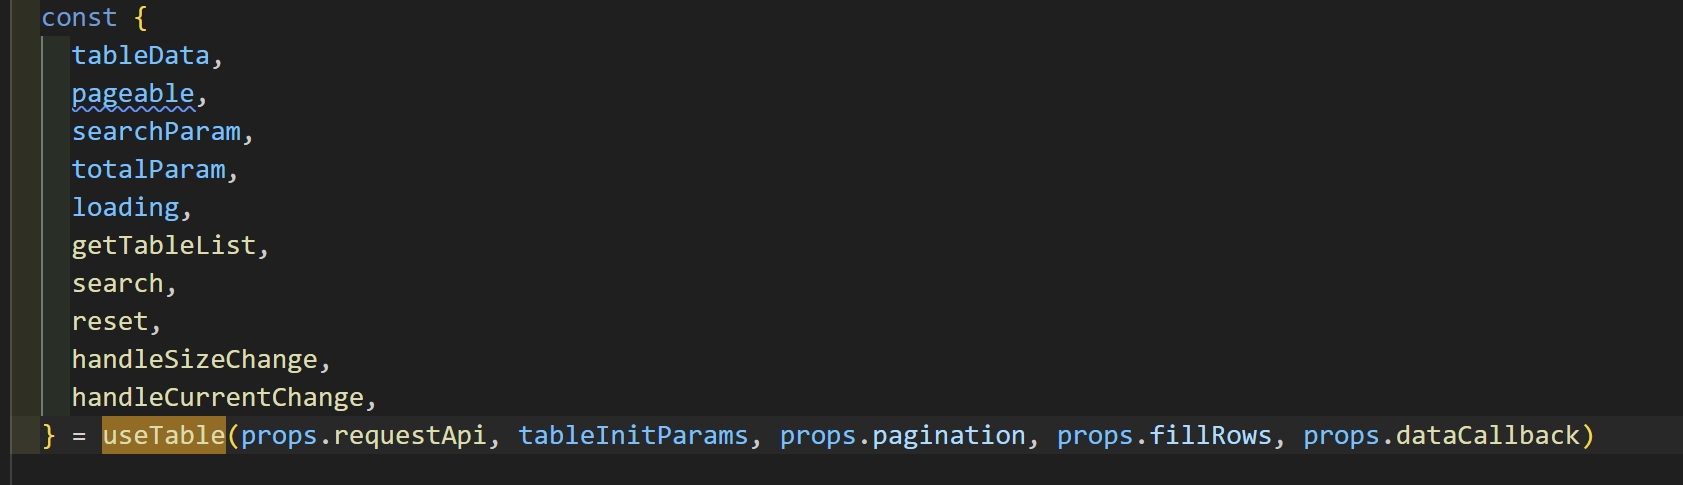 const {
  tableData,
  pageable,
  searchParam,
  totalParam,
  loading,
  getTableList,
  search,
  reset,
  handleSizeChange,
  handleCurrentChange,
} = useTable(props.requestApi, tableInitParams, props.pagination, props.fillRows, props.dataCallback)